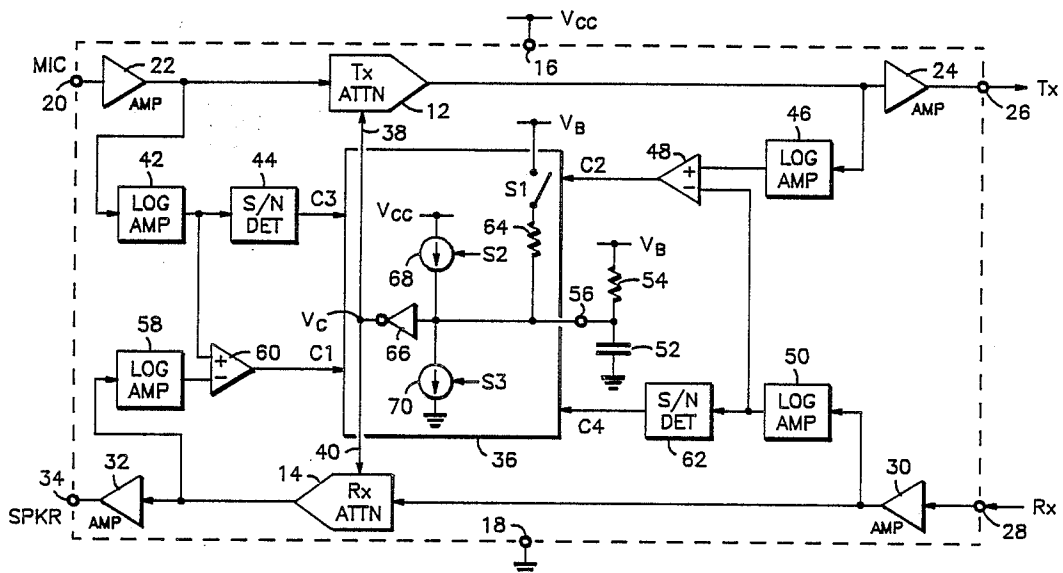 VCC
MIC
22
Tx
ATTN
16
24
Tx
20
AMP
12
AMP
26
38
46
VB
42
44
48
LOG
AMP
C2
+
−
S1
LOG
AMP
S/N
DET
C3
VCC
64
VB
68
S2
56
54
VC
58
66
52
60
50
LOG
AMP
+
−
C1
S3
S/N
DET
LOG
AMP
70
C4
40
36
62
34
32
14
Rx
ATTN
30
SPKR
AMP
18
AMP
28
Rx